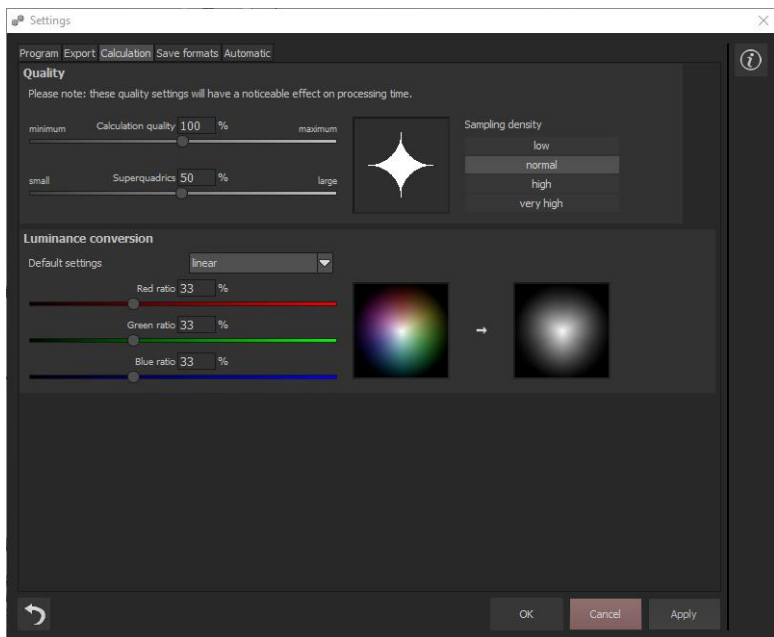 Settings
Program Export Calculation Save formats Automatic
Quality
Please note: these quality settings will have a noticeable effect on processing time.
minimum Calculation quality 100 % maximum
small Superquadrics 50 % large
Sampling density
low
normal
high
very high
Luminance conversion
Default settings linear
Red ratio 33 %
Green ratio 33 %
Blue ratio 33 %
OK Cancel Apply